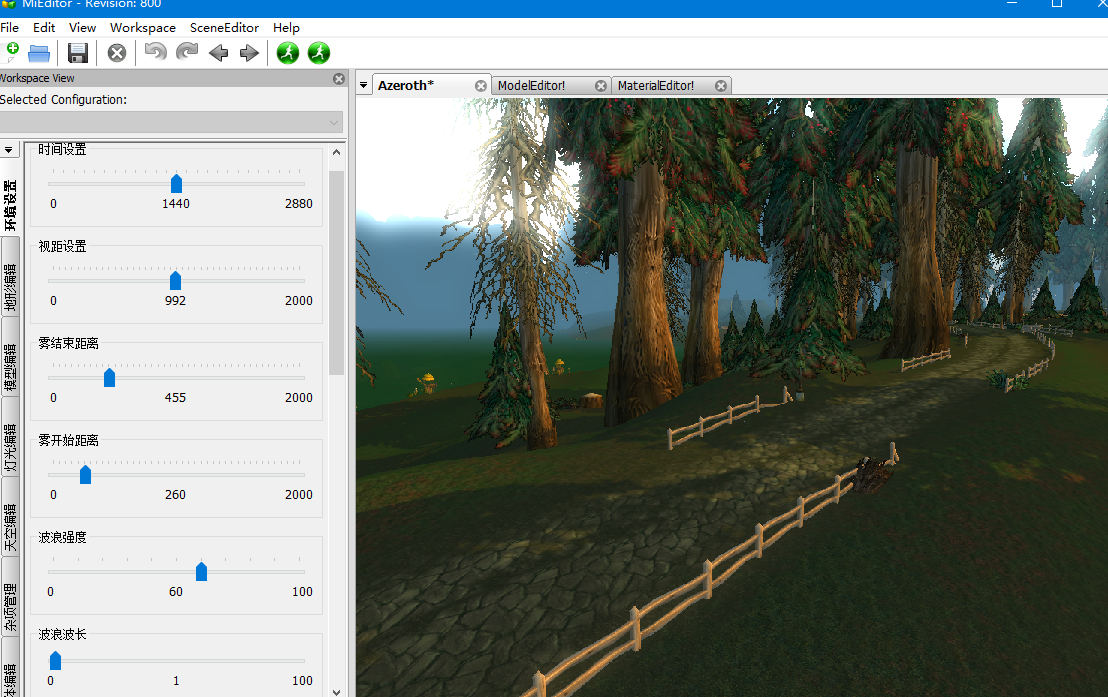 MiEditor - Revision: 800
File Edit View Workspace SceneEditor Help
Workspace View
Selected Configuration:
Azeroth*
ModelEditor!
MaterialEditor!
环境设置
地形编辑
模型编辑
灯光编辑
天空编辑
杂项管理
体编辑
时间设置
0 1440 2880
视距设置
0 992 2000
雾结束距离
0 455 2000
雾开始距离
0 260 2000
波浪强度
0 60 100
波浪波长
0 1 100